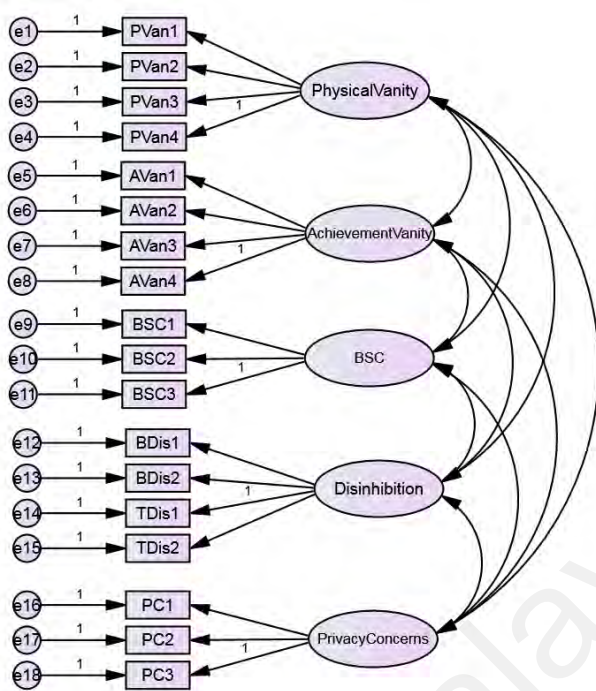 e1 1 PVan1
e2 1 PVan2
PhysicalVanity
e3 1 PVan3
1
e4 1 PVan4
e5 1 AVan1
e6 1 AVan2
AchievementVanity
e7 1 AVan3
1
e8 1 AVan4
e9 1 BSC1
e10 1 BSC2 BSC
1
e11 1 BSC3
e12 1 BDis1
e13 1 BDis2
Disinhibition
1
e14 1 TDis1
e15 1 TDis2
e16 1 PC1
e17 1 PC2 PrivacyConcerns
1
e18 1 PC3